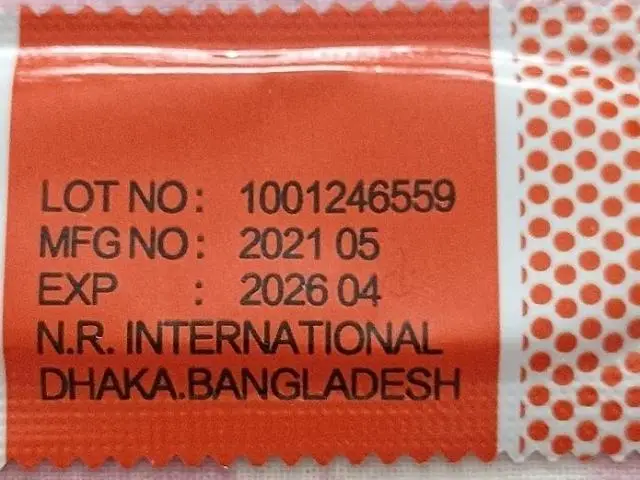 LOT NO : 1001246559
MFG NO : 2021 05
EXP : 2026 04
N.R. INTERNATIONAL
DHAKA.BANGLADESH